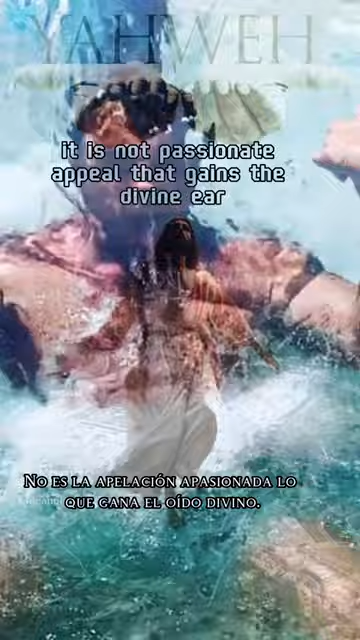 YAHWEH
it is not passionate
appeal that gains the
divine ear
No es la apelación apasionada lo
que gana el oído divino.